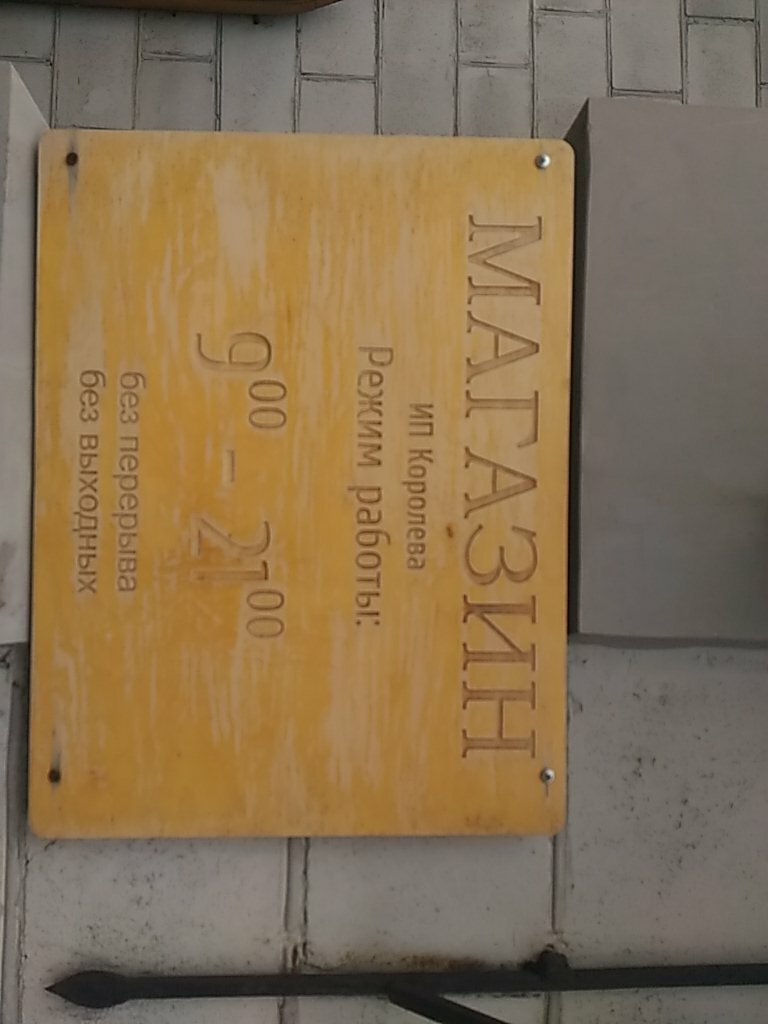 МАГАЗИН
ИП Королева
Режим работы:
9⁰⁰ - 21⁰⁰
без перерыва
без выходных